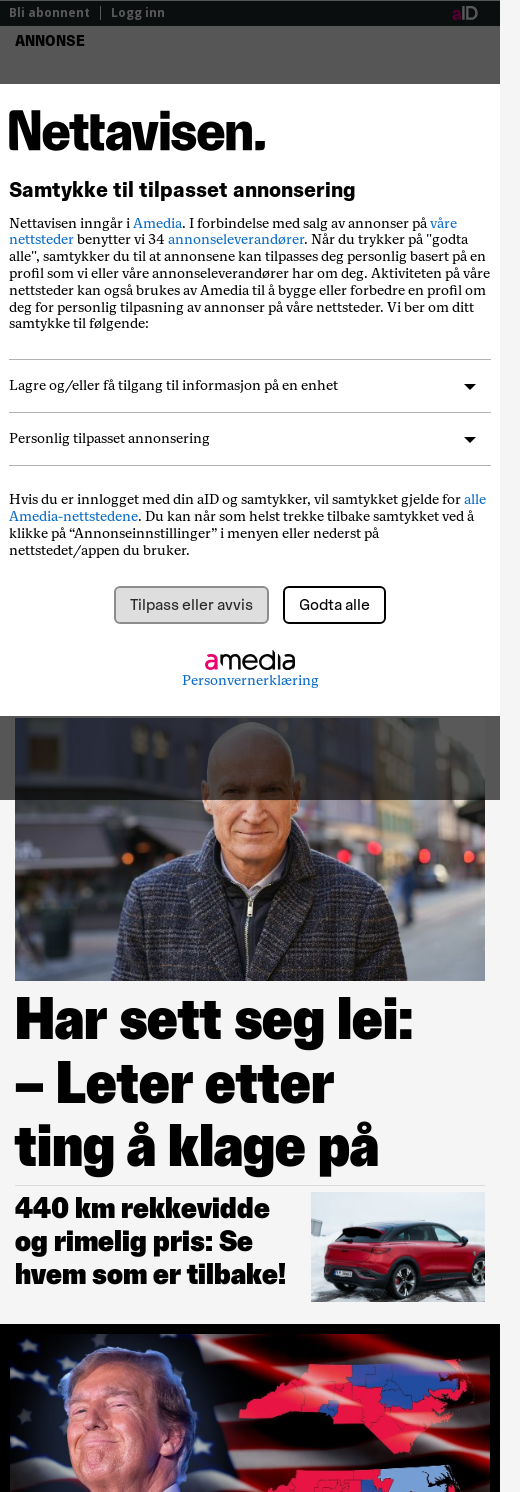 Bli abonnent
Logg inn
aID
ANNONSE
Nettavisen.
Samtykke til tilpasset annonsering
Nettavisen inngår i Amedia. I forbindelse med salg av annonser på våre
nettsteder benytter vi 34 annonseleverandører. Når du trykker på "godta
alle", samtykker du til at annonsene kan tilpasses deg personlig basert på en
profil som vi eller våre annonseleverandører har om deg. Aktiviteten på våre
nettsteder kan også brukes av Amedia til å bygge eller forbedre en profil om
deg for personlig tilpasning av annonser på våre nettsteder. Vi ber om ditt
samtykke til følgende:
Lagre og/eller få tilgang til informasjon på en enhet
Personlig tilpasset annonsering
Hvis du er innlogget med din aID og samtykker, vil samtykket gjelde for alle
Amedia-nettstedene. Du kan når som helst trekke tilbake samtykket ved å
klikke på “Annonseinnstillinger” i menyen eller nederst på
nettstedet/appen du bruker.
Tilpass eller avvis
Godta alle
amedia
Personvernerklæring
Har sett seg lei:
– Leter etter
ting å klage på
440 km rekkevidde
og rimelig pris: Se
hvem som er tilbake!